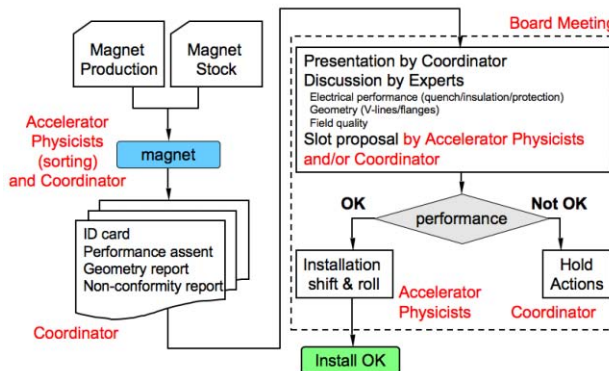 Magnet
Production
Magnet
Stock
Accelerator
Physicists
(sorting)
and Coordinator
magnet
ID card
Performance assent
Geometry report
Non-conformity report
Coordinator
Board Meeting
Presentation by Coordinator
Discussion by Experts
Electrical performance (quench/insulation/protection)
Geometry (V-lines/flanges)
Field quality
Slot proposal by Accelerator Physicists
and/or Coordinator
OK
Not OK
performance
Installation
shift & roll
Hold
Actions
Accelerator
Physicists
Coordinator
Install OK